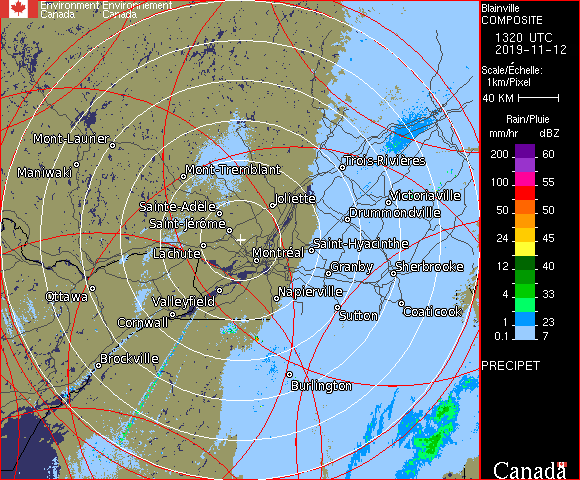 Environment Environnement
Canada Canada
Blainville
COMPOSITE
1320 UTC
2019-11-12
Scale/Échelle:
1km/Pixel
40 KM
Rain/Pluie
mm/hr dBZ
200 60
150 57
100 55
50 50
24 45
12 40
4 33
1 23
0.1 7
PRECIPET
Canada
Mont-Laurier
Maniwaki
Mont-Tremblant
Trois-Rivières
Sainte-Adele
Joliette
Victoriaville
Saint-Jérôme
Drummondville
Lachute
Montréal
Saint-Hyacinthe
Granby
Sherbrooke
Ottawa
Valleyfield
Napierville
Cornwall
Sutton
Coaticook
Brockville
Burlington